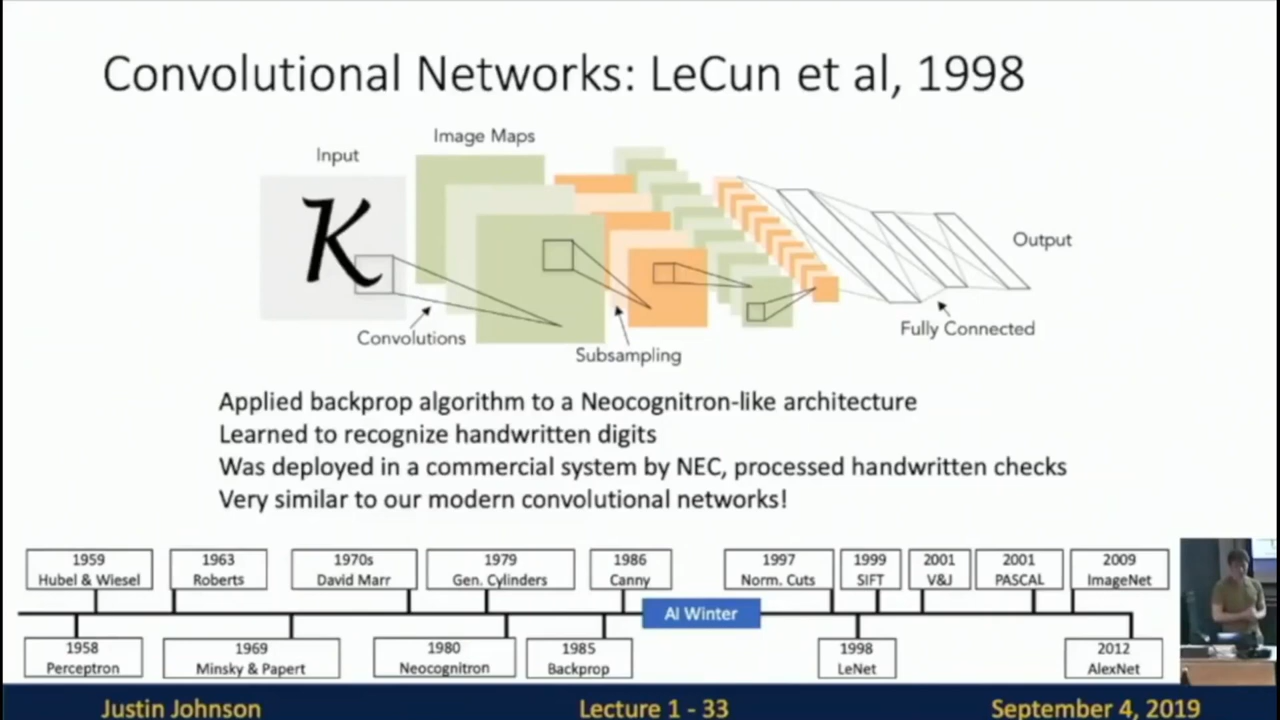 Convolutional Networks: LeCun et al, 1998
Image Maps
Input
K
Output
Convolutions
Subsampling
Fully Connected
Applied backprop algorithm to a Neocognitron-like architecture
Learned to recognize handwritten digits
Was deployed in a commercial system by NEC, processed handwritten checks
Very similar to our modern convolutional networks!
1959
Hubel & Wiesel
1963
Roberts
1970s
David Marr
1979
Gen. Cylinders
1986
Canny
1997
Norm. Cuts
1999
SIFT
2001
V&J
2001
PASCAL
2009
ImageNet
AI Winter
1958
Perceptron
1969
Minsky & Papert
1980
Neocognitron
1985
Backprop
1998
LeNet
2012
AlexNet
Justin Johnson
Lecture 1 - 33
September 4, 2019